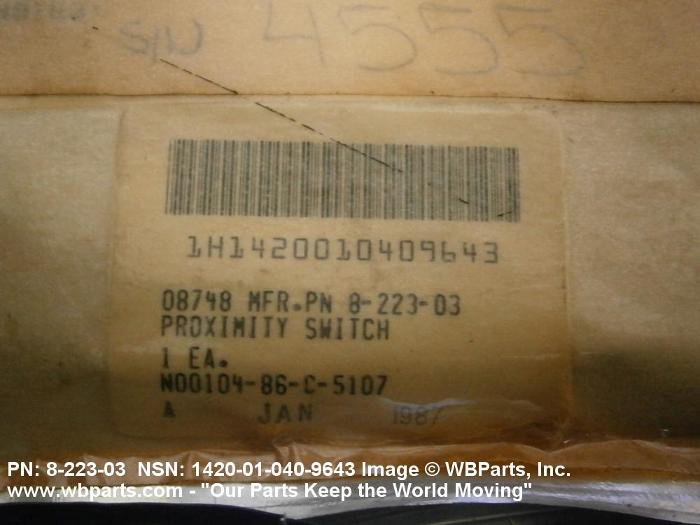 S/N 4555
1H1420010409643
08748 MFR.PN 8-223-03
PROXIMITY SWITCH
1 EA.
N00104-86-C-5107
A JAN 1987
PN: 8-223-03 NSN: 1420-01-040-9643 Image © WBParts, Inc.
www.wbparts.com - "Our Parts Keep the World Moving"